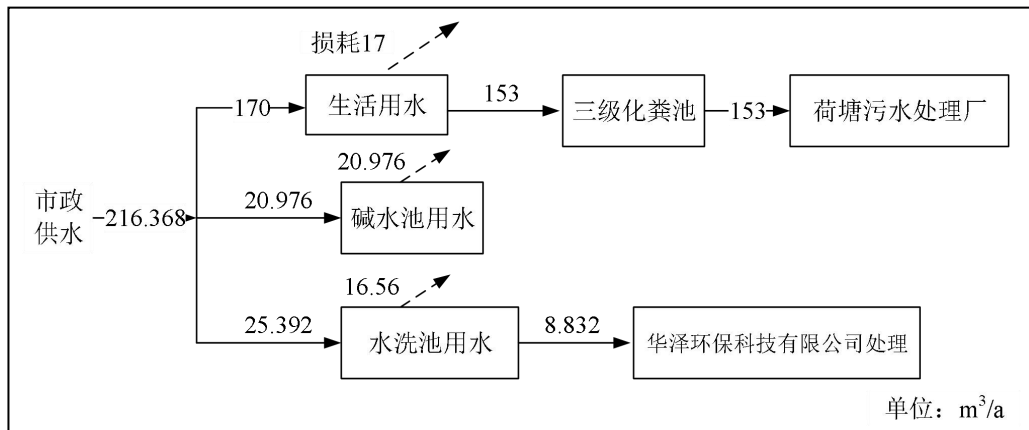 损耗17
170
生活用水
153
三级化粪池
153
荷塘污水处理厂
市政
供水
216.368
20.976
20.976
碱水池用水
16.56
25.392
水洗池用水
8.832
华泽环保科技有限公司处理
单位：m³/a